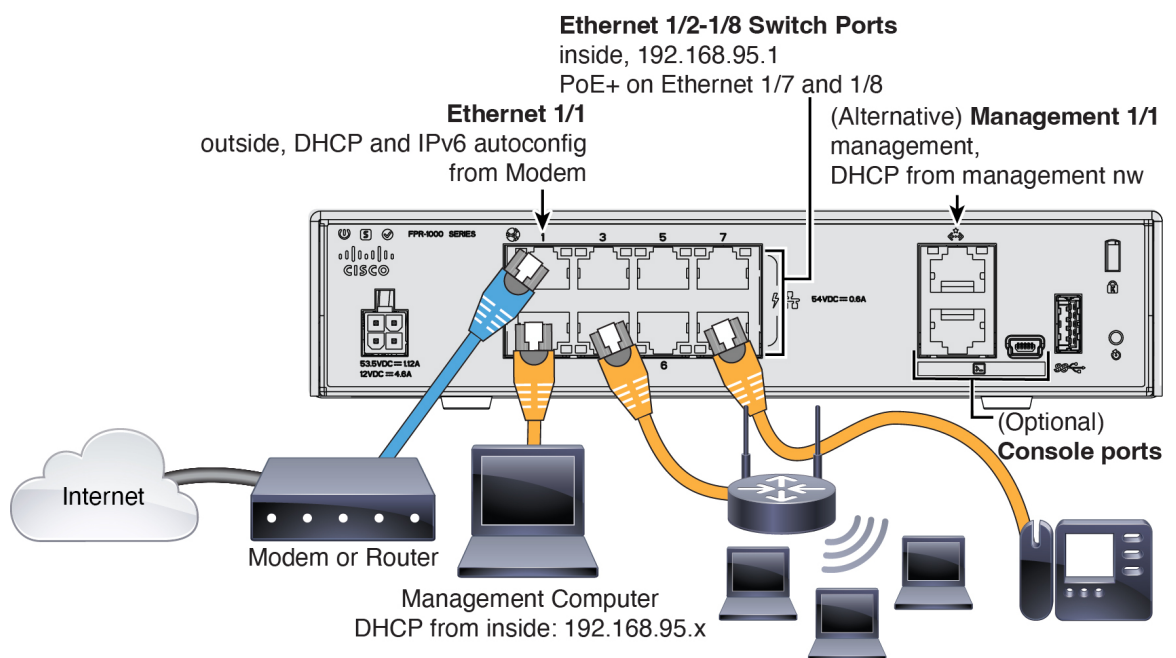 Ethernet 1/2-1/8 Switch Ports
inside, 192.168.95.1
PoE+ on Ethernet 1/7 and 1/8
Ethernet 1/1
outside, DHCP and IPv6 autoconfig
from Modem
(Alternative) Management 1/1
management,
DHCP from management nw
FPR-1000 SERIES
1 3 5 7
CISCO
54VDC⎓0.6A
53.5VDC⎓1.12A
12VDC⎓4.6A
6
(Optional)
Console ports
Internet
Modem or Router
Management Computer
DHCP from inside: 192.168.95.x